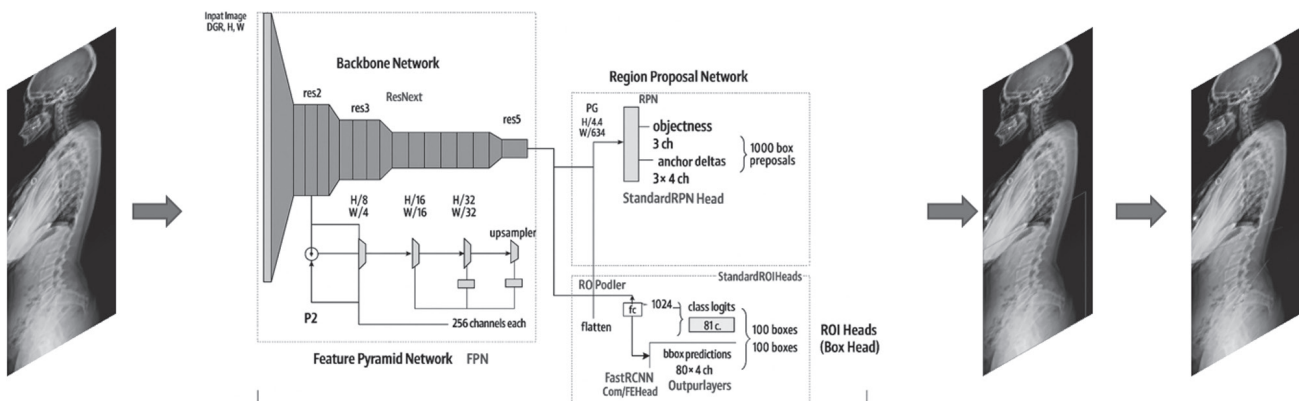 Input Image
DGR, H, W
Backbone Network
ResNext
res2
res3
res5
H/8
W/4
H/16
W/16
H/32
W/32
upsampler
P2
256 channels each
Feature Pyramid Network FPN
Region Proposal Network
PG
H/4.4
W/634
RPN
objectness
3 ch
anchor deltas
3 × 4 ch
1000 box
preposals
StandardRPN Head
StandardROIHeads
RO Podler
fc
1024
class logits
81 c.
flatten
bbox predictions
80 × 4 ch
100 boxes
100 boxes
FastRCNN
Com/FEHead
Outpurlayers
ROI Heads
(Box Head)